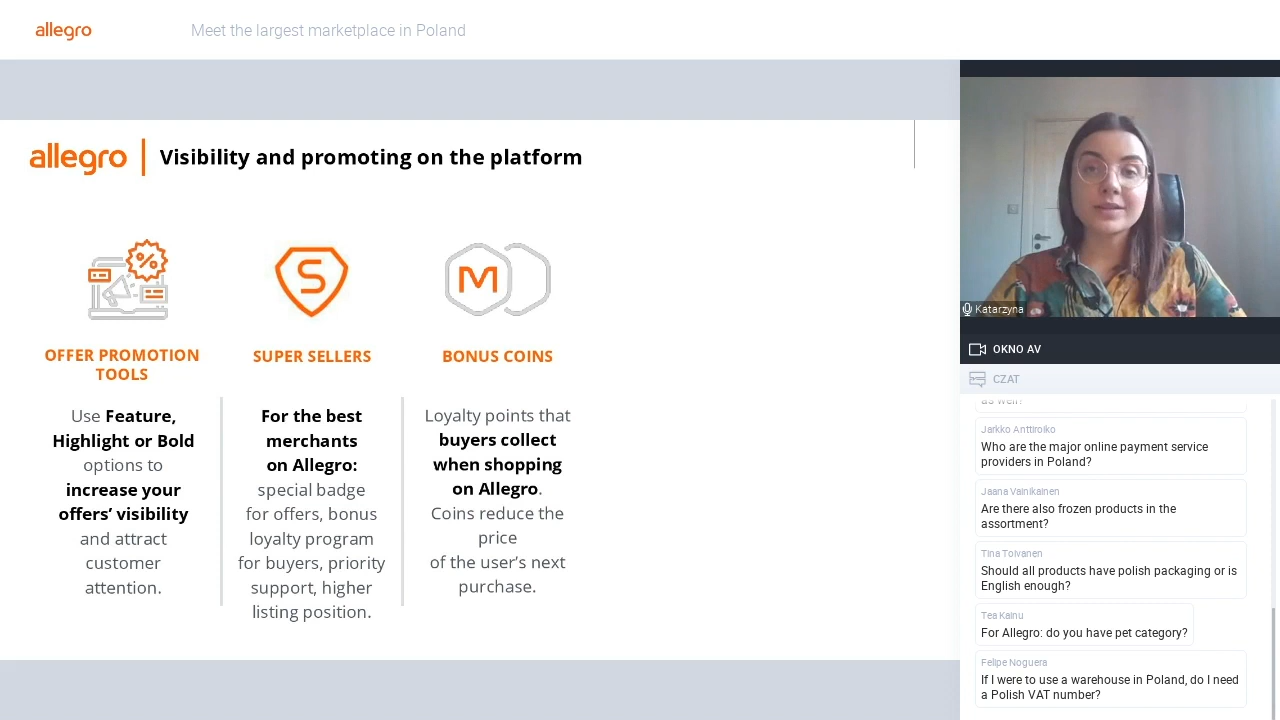 allegro
Meet the largest marketplace in Poland
allegro
Visibility and promoting on the platform
%
S
M
OFFER PROMOTION
TOOLS
Use Feature,
Highlight or Bold
options to
increase your
offers’ visibility
and attract
customer
attention.
SUPER SELLERS
For the best
merchants
on Allegro:
special badge
for offers, bonus
loyalty program
for buyers, priority
support, higher
listing position.
BONUS COINS
Loyalty points that
buyers collect
when shopping
on Allegro.
Coins reduce the
price
of the user’s next
purchase.
Katarzyna
OKNO AV
CZAT
as well?
Jarkko Anttiroiko
Who are the major online payment service
providers in Poland?
Jaana Vainikainen
Are there also frozen products in the
assortment?
Tina Toivanen
Should all products have polish packaging or is
English enough?
Tea Kainu
For Allegro: do you have pet category?
Felipe Noguera
If I were to use a warehouse in Poland, do I need
a Polish VAT number?